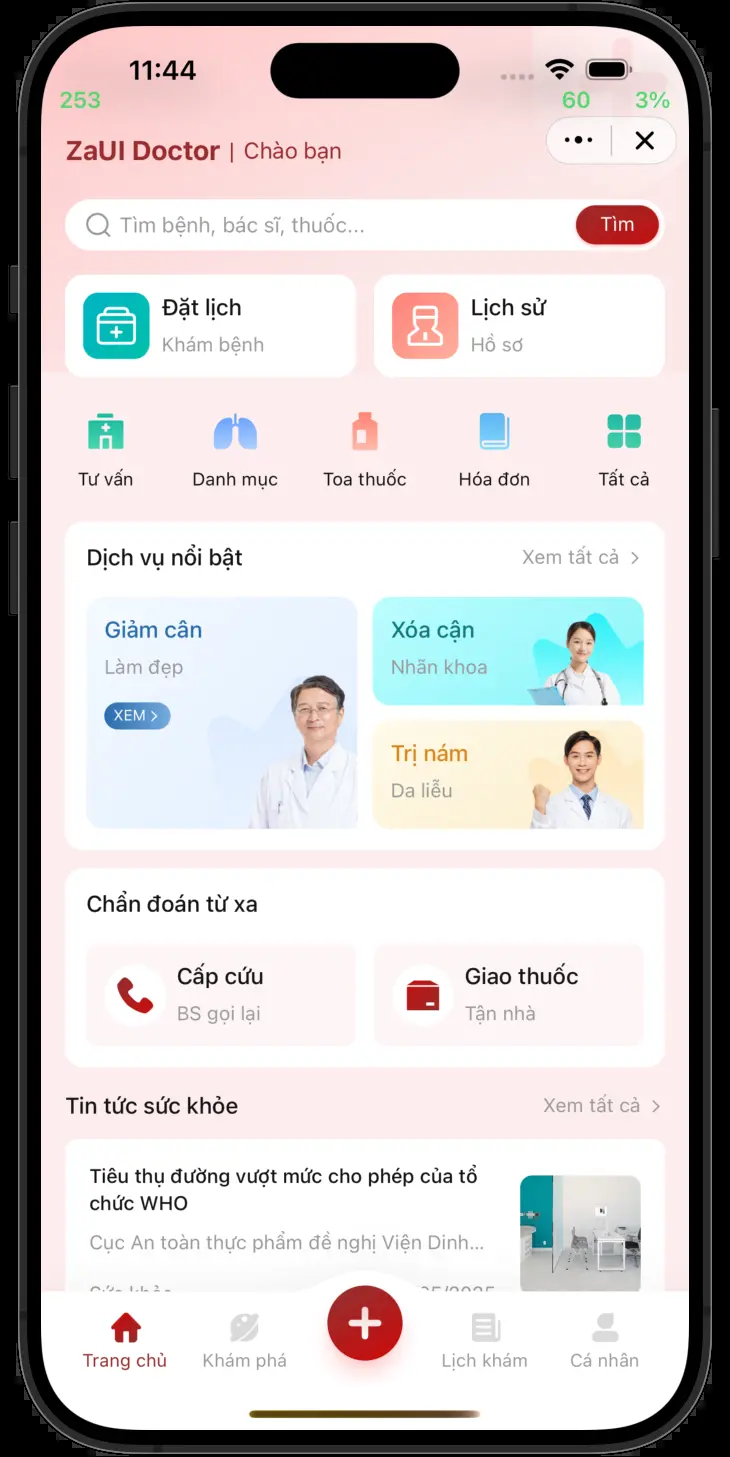 11:44
253
60
3%
ZaUI Doctor | Chào bạn
Tìm bệnh, bác sĩ, thuốc...
Tìm
Đặt lịch
Khám bệnh
Lịch sử
Hồ sơ
Tư vấn
Danh mục
Toa thuốc
Hóa đơn
Tất cả
Dịch vụ nổi bật
Xem tất cả
Giảm cân
Làm đẹp
XEM
Xóa cận
Nhãn khoa
Trị nám
Da liễu
Chẩn đoán từ xa
Cấp cứu
BS gọi lại
Giao thuốc
Tận nhà
Tin tức sức khỏe
Xem tất cả
Tiêu thụ đường vượt mức cho phép của tổ
chức WHO
Cục An toàn thực phẩm đề nghị Viện Dinh...
Sức khỏe
Trang chủ
Khám phá
Lịch khám
Cá nhân